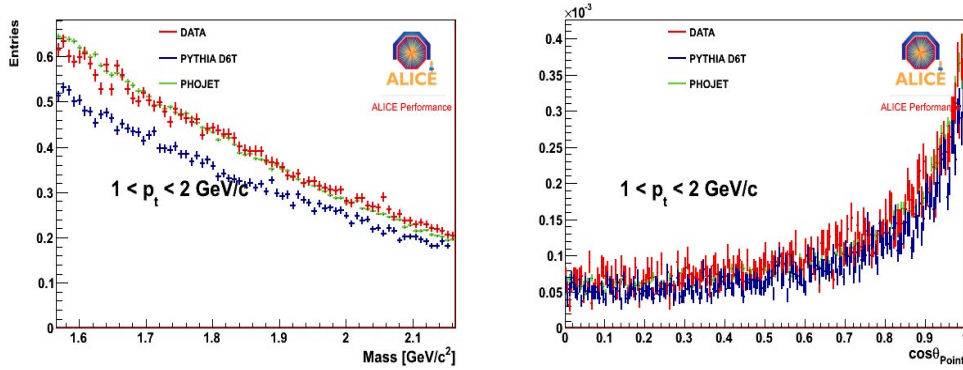 Entries
0.6
0.5
0.4
0.3
0.2
0.1
0
DATA
PYTHIA D6T
PHOJET
ALICE
ALICE Performance
1 < p_t < 2 GeV/c
1.6 1.7 1.8 1.9 2 2.1
Mass [GeV/c²]
×10⁻³
0.4
0.35
0.3
0.25
0.2
0.15
0.1
0.05
0
DATA
PYTHIA D6T
PHOJET
ALICE
ALICE Performance
1 < p_t < 2 GeV/c
0 0.1 0.2 0.3 0.4 0.5 0.6 0.7 0.8 0.9
cosθ_Point